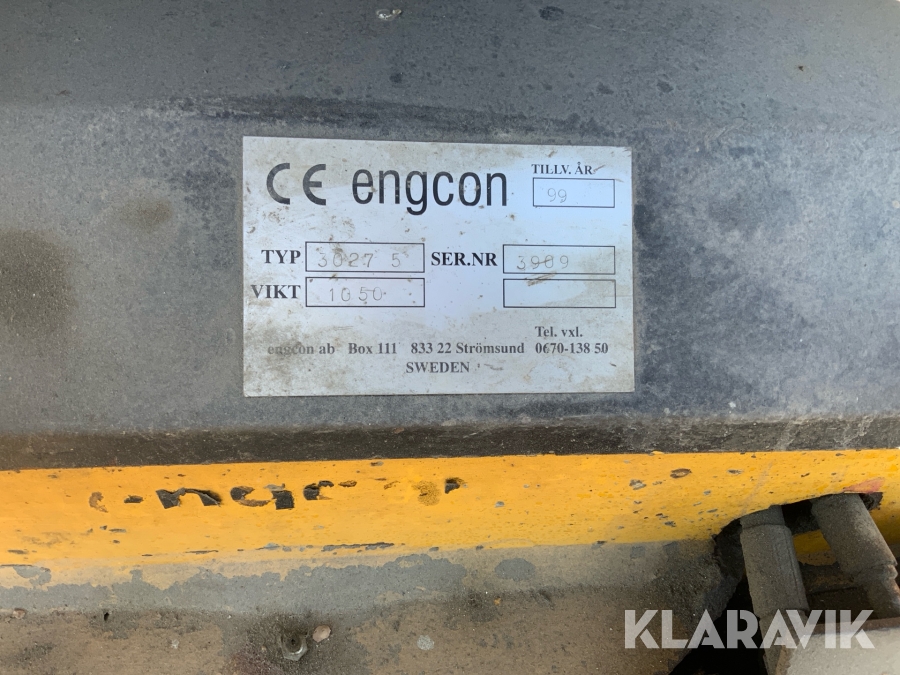 CE engcon
TILLV. ÅR
99
TYP 3027 5 SER.NR 3909
VIKT 1050
Tel. vxl.
engcon ab Box 111 833 22 Strömsund 0670-138 50
SWEDEN
KLARAVIK